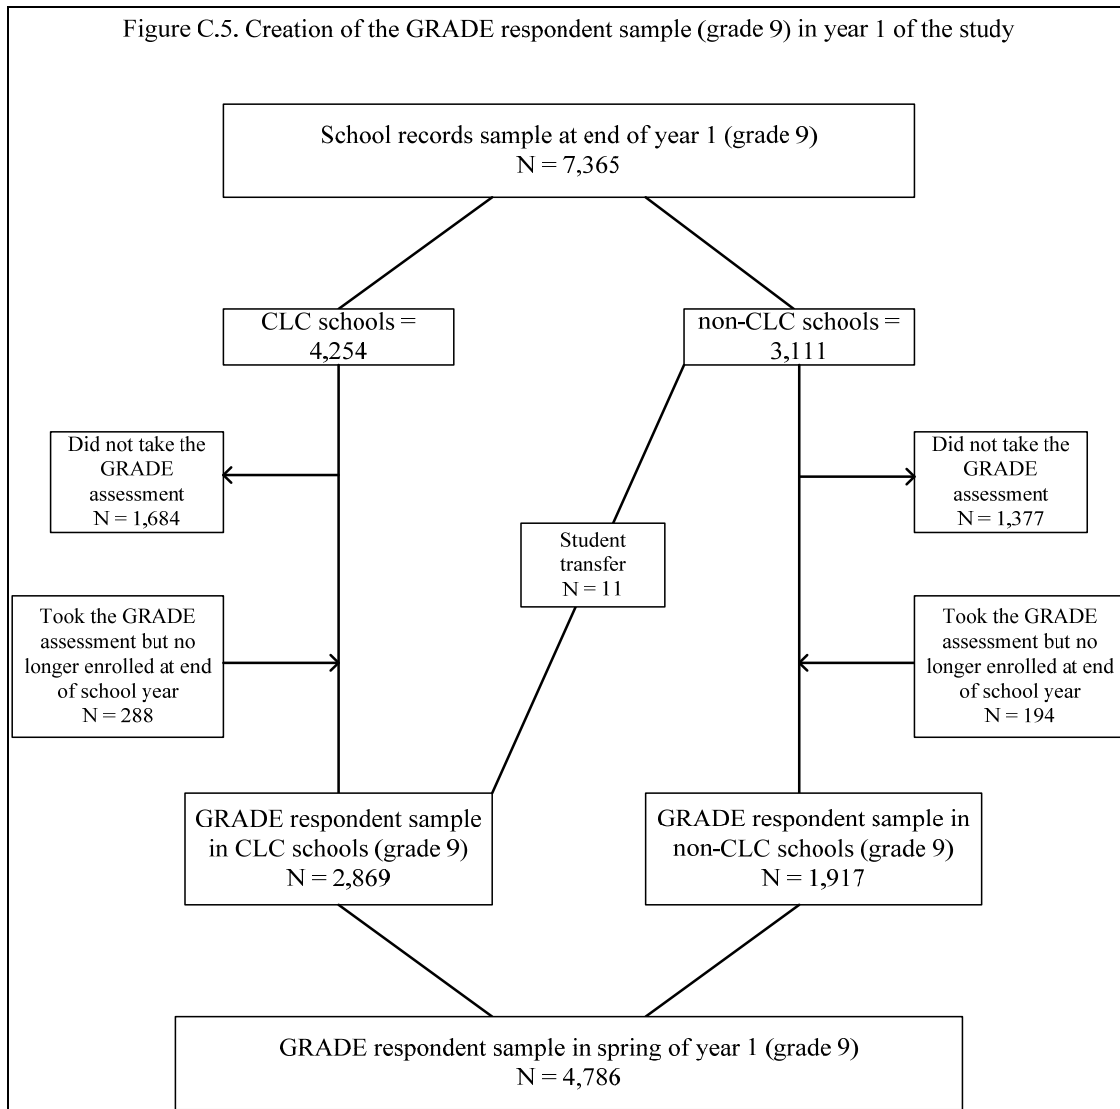 Figure C.5. Creation of the GRADE respondent sample (grade 9) in year 1 of the study
School records sample at end of year 1 (grade 9)
N = 7,365
CLC schools =
4,254
non-CLC schools =
3,111
Did not take the
GRADE
assessment
N = 1,684
Did not take the
GRADE
assessment
N = 1,377
Student
transfer
N = 11
Took the GRADE
assessment but no
longer enrolled at end
of school year
N = 288
Took the GRADE
assessment but no
longer enrolled at end
of school year
N = 194
GRADE respondent sample
in CLC schools (grade 9)
N = 2,869
GRADE respondent sample in
non-CLC schools (grade 9)
N = 1,917
GRADE respondent sample in spring of year 1 (grade 9)
N = 4,786